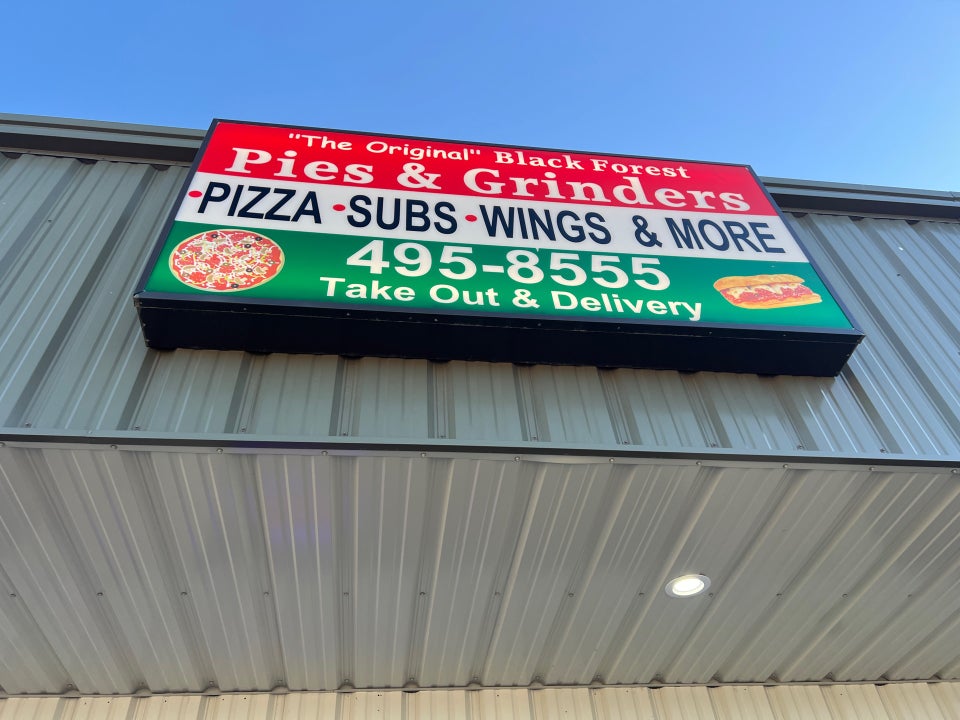 "The Original" Black Forest
Pies & Grinders
•PIZZA •SUBS •WINGS & MORE
495-8555
Take Out & Delivery